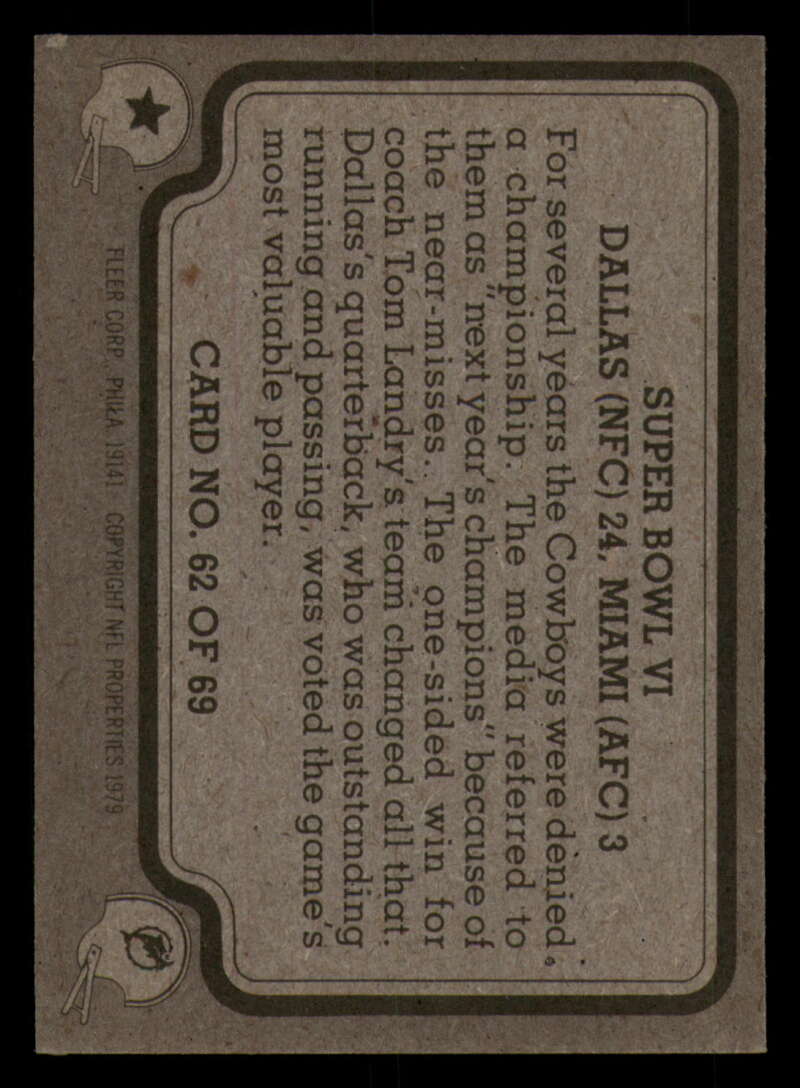 SUPER BOWL VI
DALLAS (NFC) 24, MIAMI (AFC) 3
For several years the Cowboys were denied
a championship. The media referred to
them as "next year's champions" because of
the near-misses. The one-sided win for
coach Tom Landry's team changed all that.
Dallas's quarterback, who was outstanding
running and passing, was voted the game's
most valuable player.
CARD NO. 62 OF 69
FLEER CORP., PHILA 19141 COPYRIGHT NFL PROPERTIES 1979